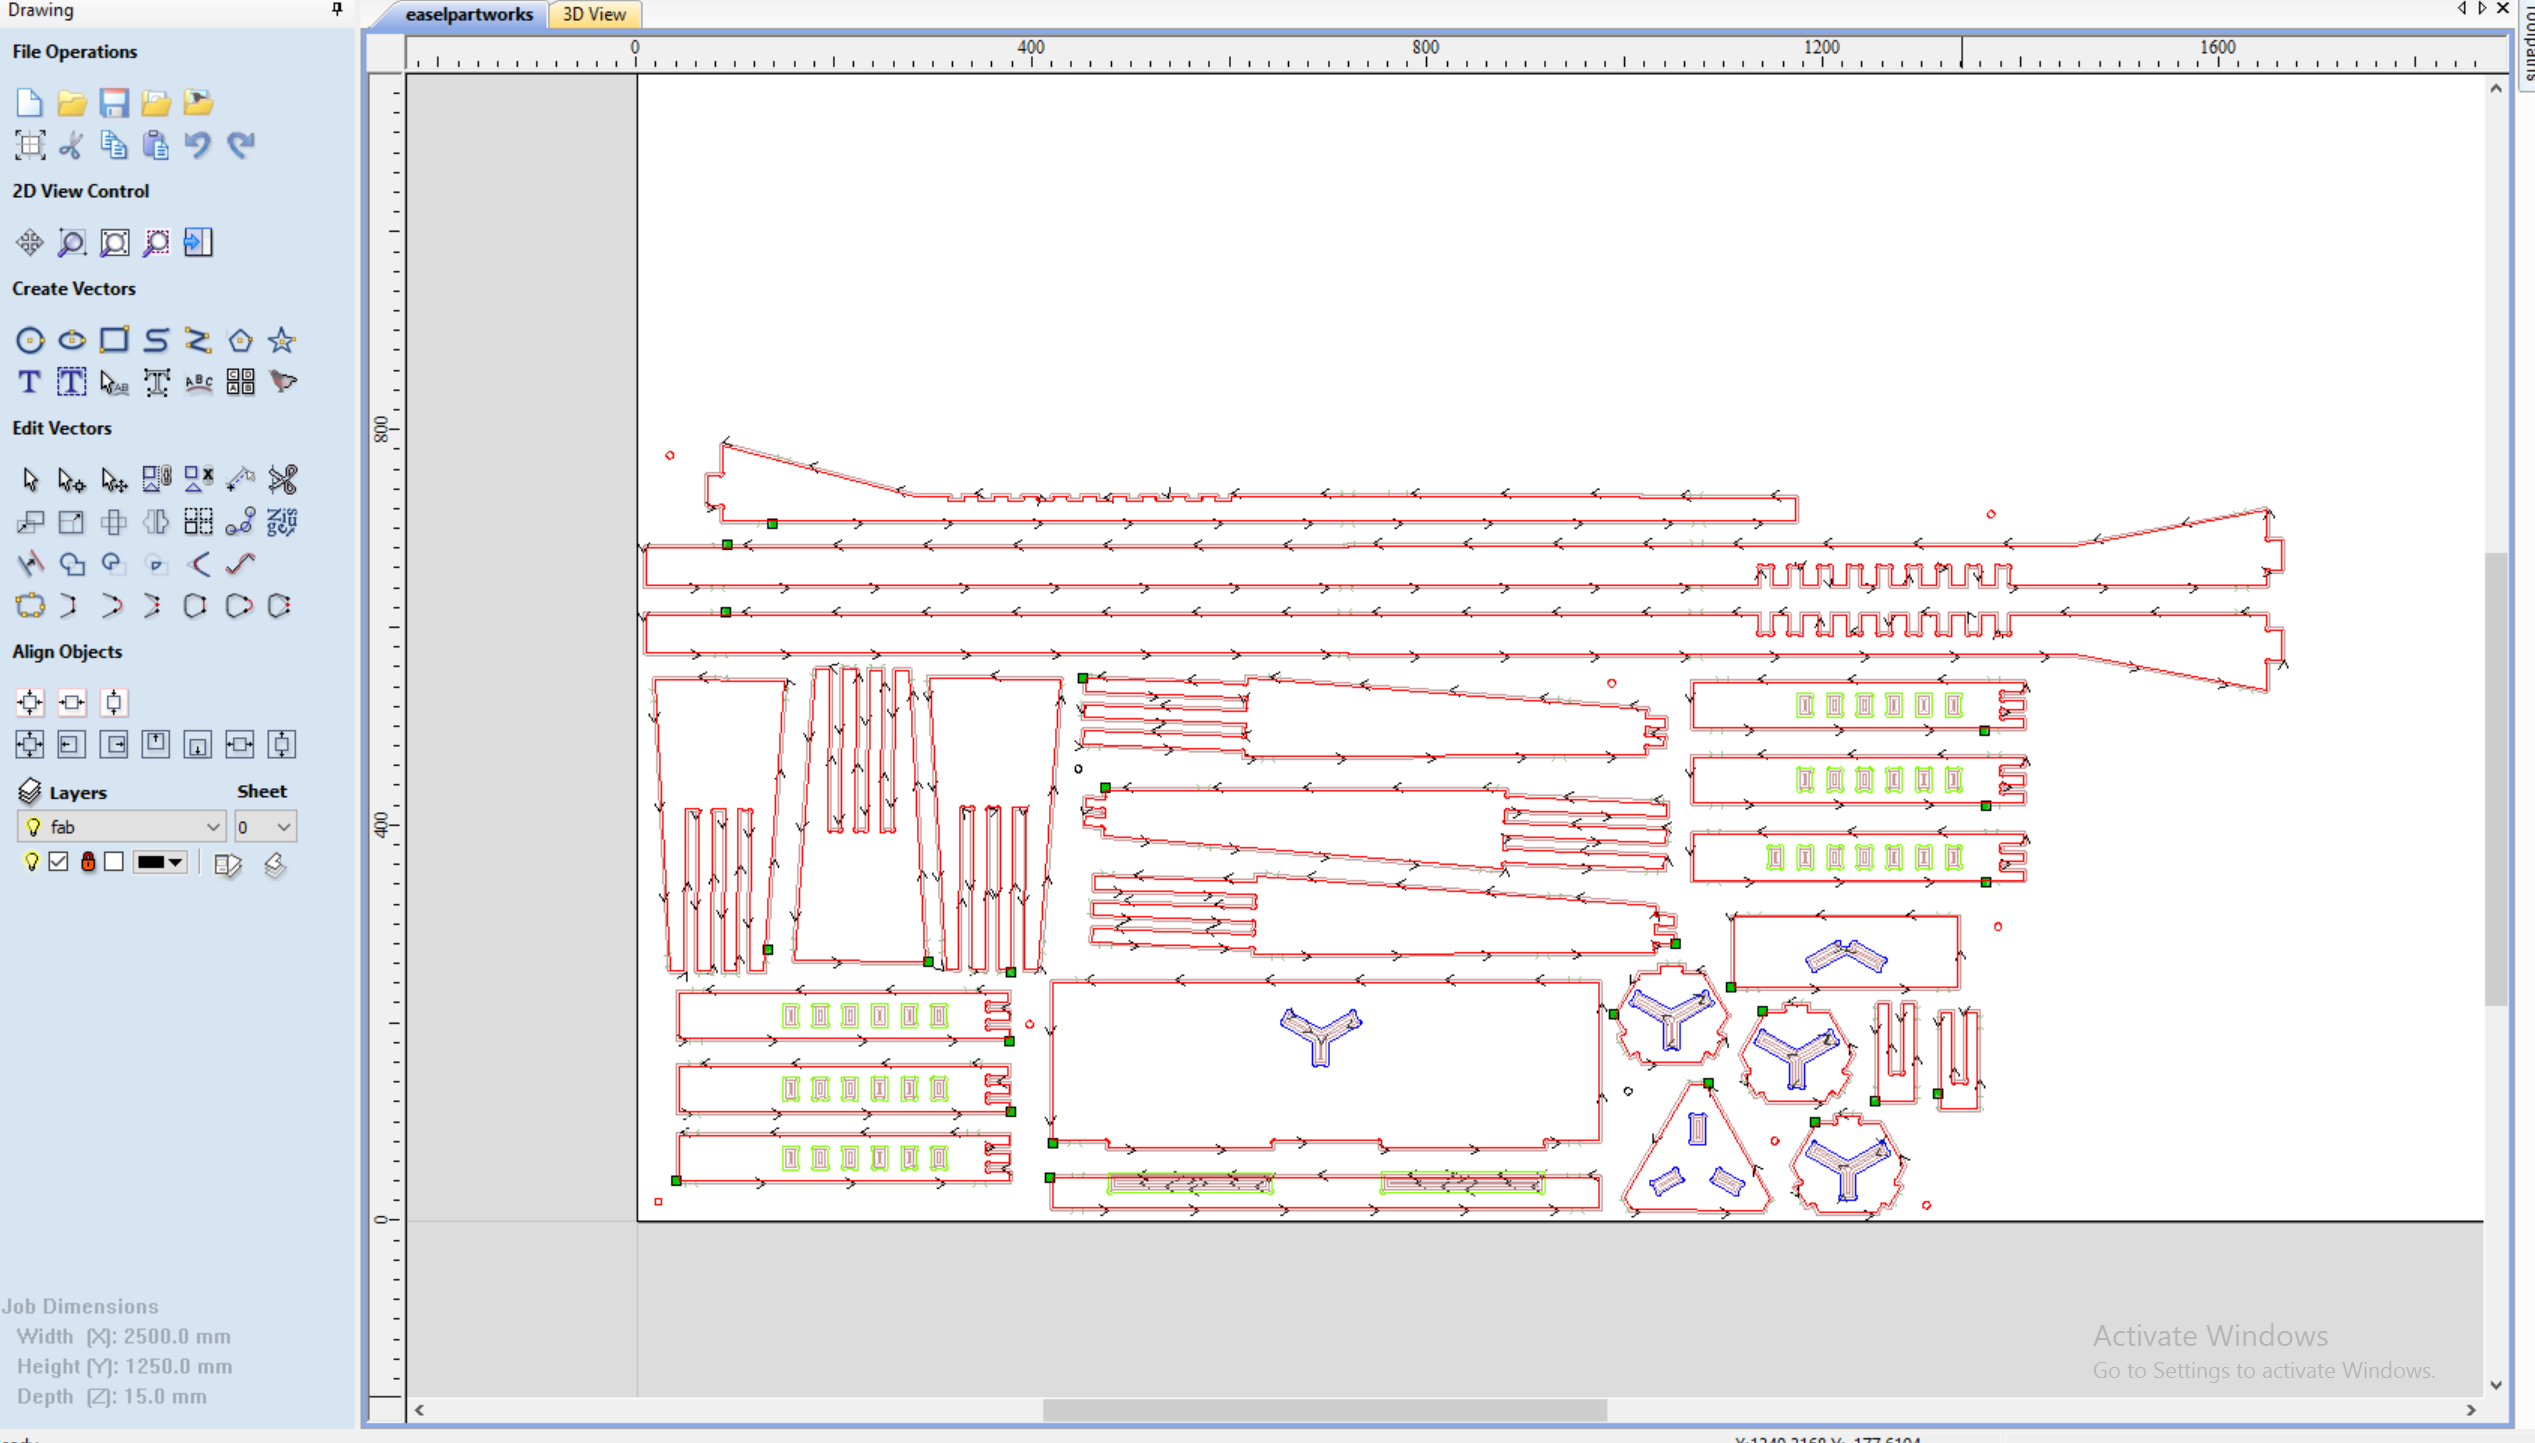 Drawing
easelpartworks
3D View
File Operations
0 400 800 1200 1600
2D View Control
Create Vectors
Edit Vectors
800
Align Objects
Layers Sheet
fab 0
400
0
Job Dimensions
Width (X): 2500.0 mm
Height (Y): 1250.0 mm
Depth (Z): 15.0 mm
Activate Windows
Go to Settings to activate Windows.